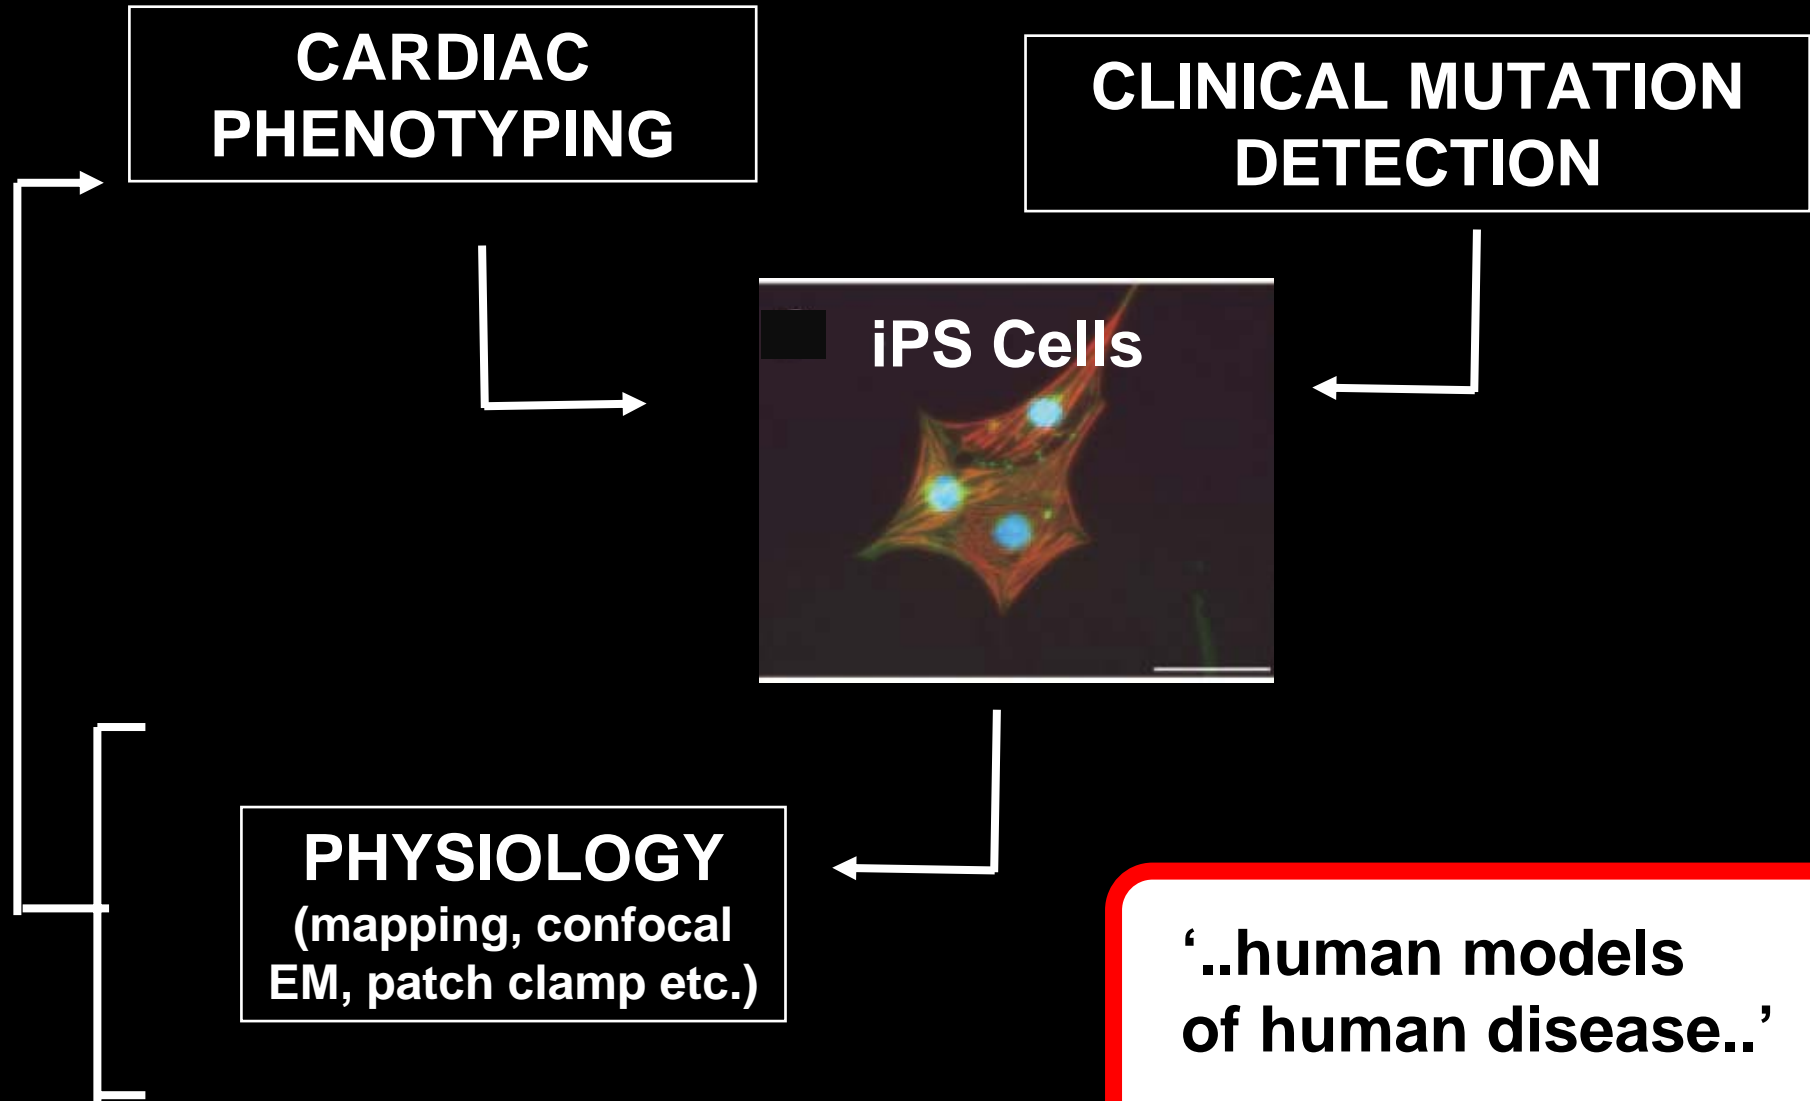 CARDIAC
PHENOTYPING
CLINICAL MUTATION
DETECTION
iPS Cells
PHYSIOLOGY
(mapping, confocal
EM, patch clamp etc.)
‘..human models
of human disease..’